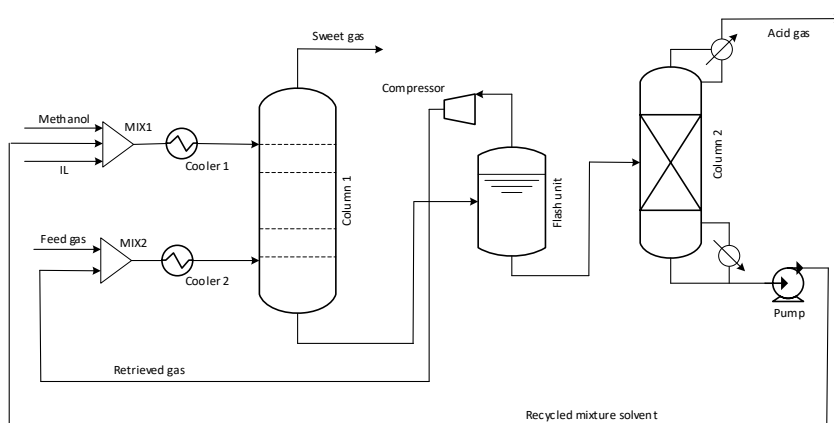 Sweet gas
Acid gas
Compressor
Methanol
MIX1
IL
Cooler 1
Column 1
Flash unit
Column 2
Feed gas
MIX2
Cooler 2
Pump
Retrieved gas
Recycled mixture solvent